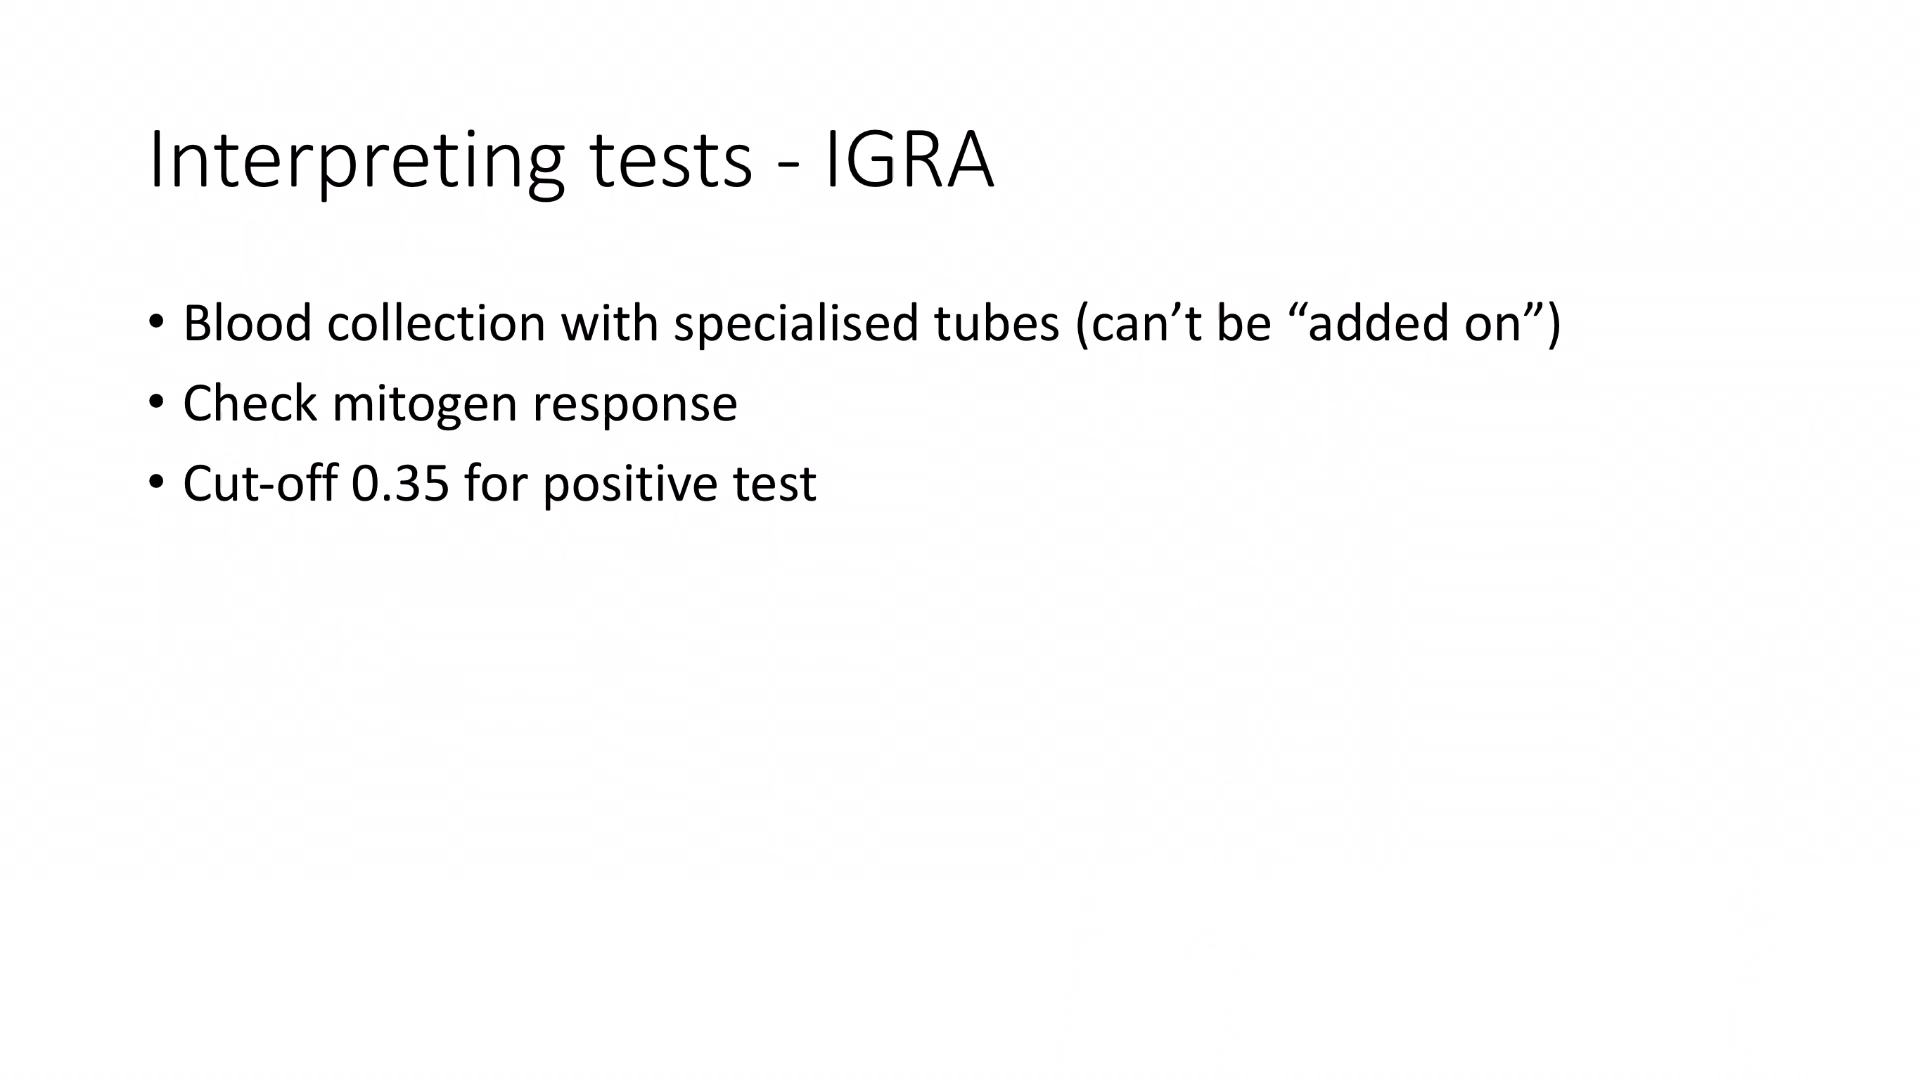 Interpreting tests - IGRA
• Blood collection with specialised tubes (can’t be “added on”)
• Check mitogen response
• Cut-off 0.35 for positive test